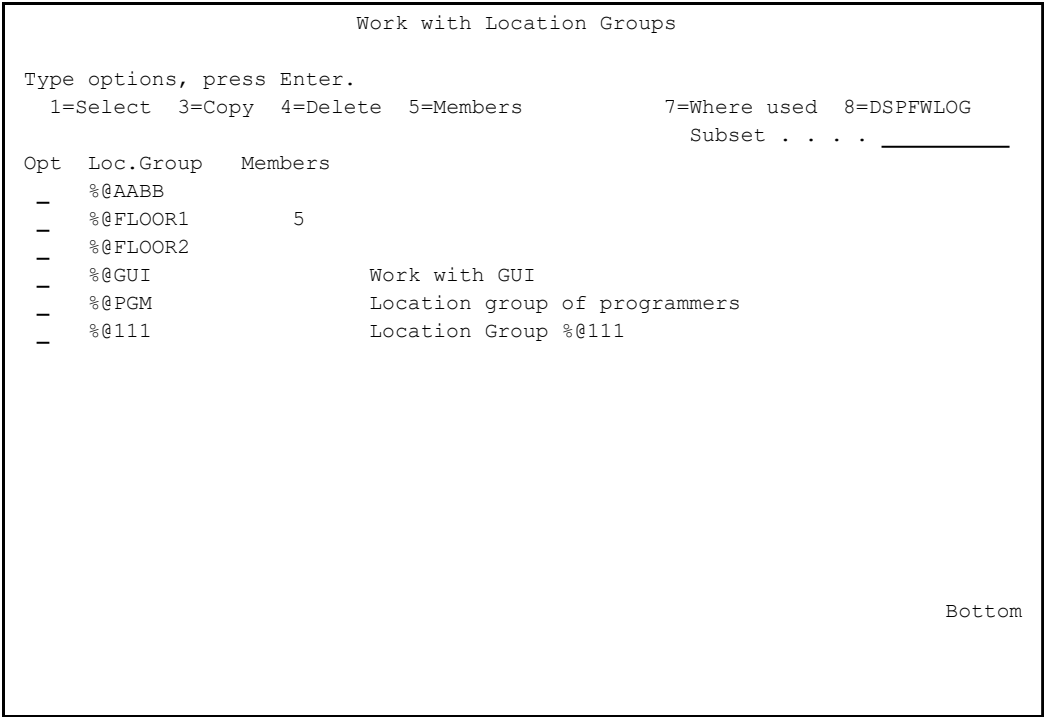 Work with Location Groups
Type options, press Enter.
1=Select 3=Copy 4=Delete 5=Members 7=Where used 8=DSPFWLOG
Subset . . . .
Opt Loc.Group Members
%@AABB
%@FLOOR1 5
%@FLOOR2
%@GUI Work with GUI
%@PGM Location group of programmers
%@111 Location Group %@111
Bottom